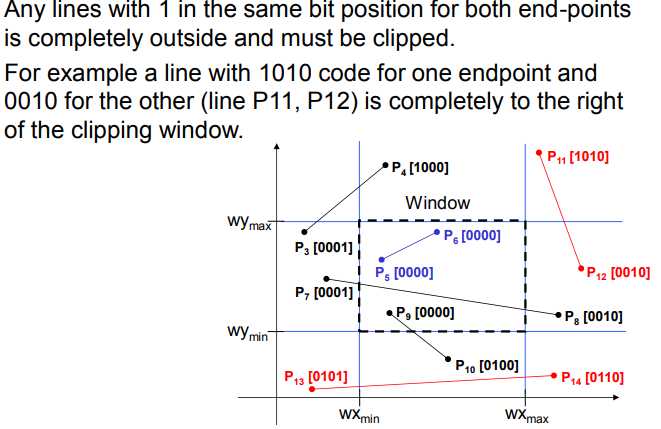 Any lines with 1 in the same bit position for both end-points
is completely outside and must be clipped.
For example a line with 1010 code for one endpoint and
0010 for the other (line P11, P12) is completely to the right
of the clipping window.
P4 [1000]
P11 [1010]
Window
wymax
P6 [0000]
P3 [0001]
P5 [0000]
P12 [0010]
P7 [0001]
P9 [0000]
P8 [0010]
wymin
P10 [0100]
P13 [0101]
P14 [0110]
wxmin
wxmax